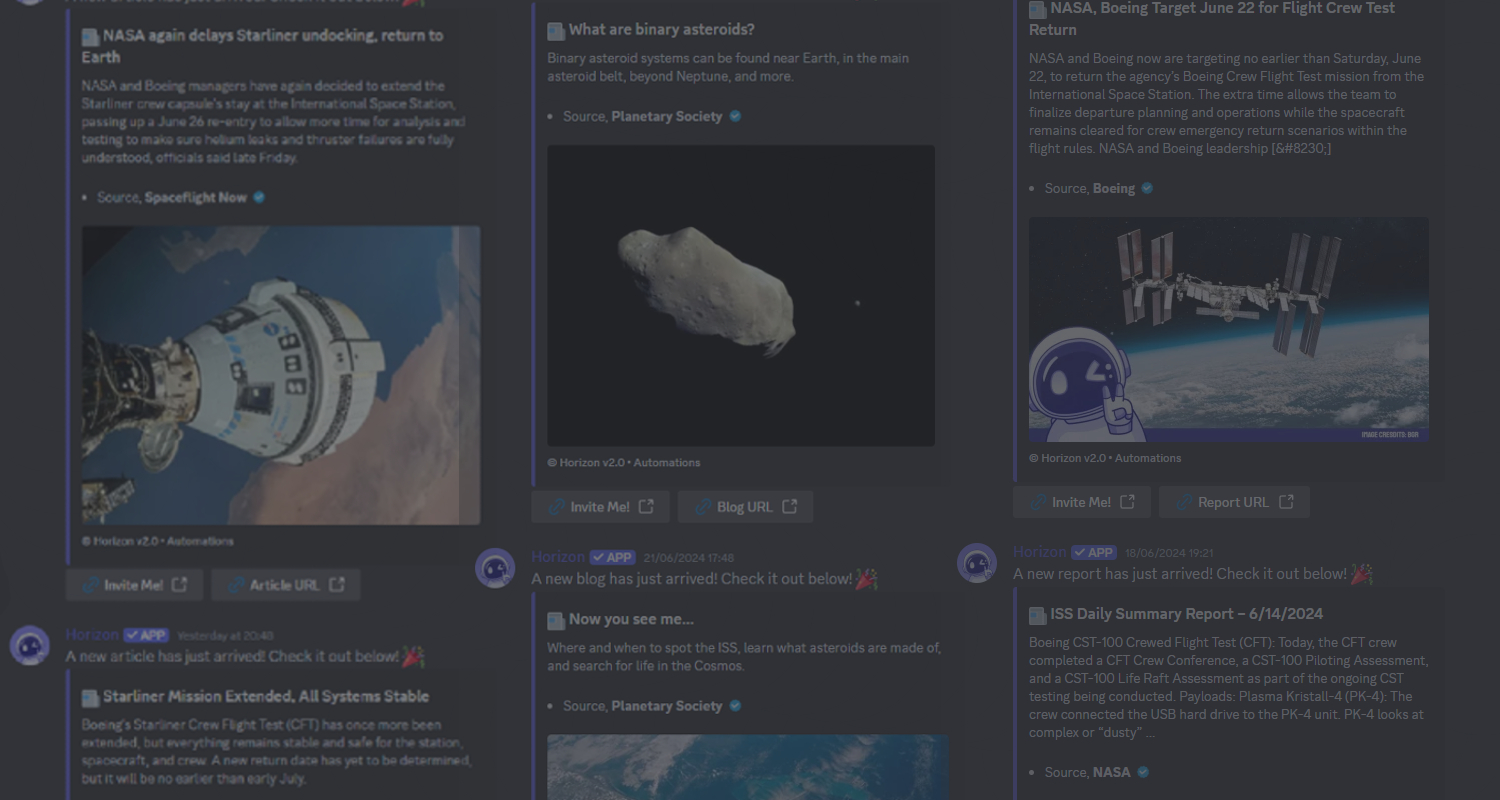 NASA again delays Starliner undocking, return to
Earth
NASA and Boeing managers have again decided to extend the
Starliner crew capsule's stay at the International Space Station,
passing up a June 26 re-entry to allow more time for analysis and
testing to make sure helium leaks and thruster failures are fully
understood, officials said late Friday.
• Source, Spaceflight Now
© Horizon v2.0 • Automations
Invite Me!
Article URL
Horizon APP Yesterday at 20:43
A new article has just arrived! Check it out below!
Starliner Mission Extended, All Systems Stable
Boeing's Starliner Crew Flight Test (CFT) has once more been
extended, but everything remains stable and safe for the station,
spacecraft, and crew. A new return date has yet to be determined,
but it will be no earlier than early July.
What are binary asteroids?
Binary asteroid systems can be found near Earth, in the main
asteroid belt, beyond Neptune, and more.
• Source, Planetary Society
© Horizon v2.0 • Automations
Invite Me!
Blog URL
Horizon APP 21/06/2024 17:48
A new blog has just arrived! Check it out below!
Now you see me...
Where and when to spot the ISS, learn what asteroids are made of,
and search for life in the Cosmos.
• Source, Planetary Society
NASA, Boeing Target June 22 for Flight Crew Test
Return
NASA and Boeing now are targeting no earlier than Saturday, June
22, to return the agency's Boeing Crew Flight Test mission from the
International Space Station. The extra time allows the team to
finalize departure planning and operations while the spacecraft
remains cleared for crew emergency return scenarios within the
flight rules. NASA and Boeing leadership [&#8230;]
• Source, Boeing
IMAGE CREDITS: BGR
© Horizon v2.0 • Automations
Invite Me!
Report URL
Horizon APP 18/06/2024 19:21
A new report has just arrived! Check it out below!
ISS Daily Summary Report – 6/14/2024
Boeing CST-100 Crewed Flight Test (CFT): Today, the CFT crew
completed a CFT Crew Conference, a CST-100 Piloting Assessment,
and a CST-100 Life Raft Assessment as part of the ongoing CST
testing being conducted. Payloads: Plasma Kristall-4 (PK-4): The
crew connected the USB hard drive to the PK-4 unit. PK-4 looks at
complex or "dusty" ...
• Source, NASA